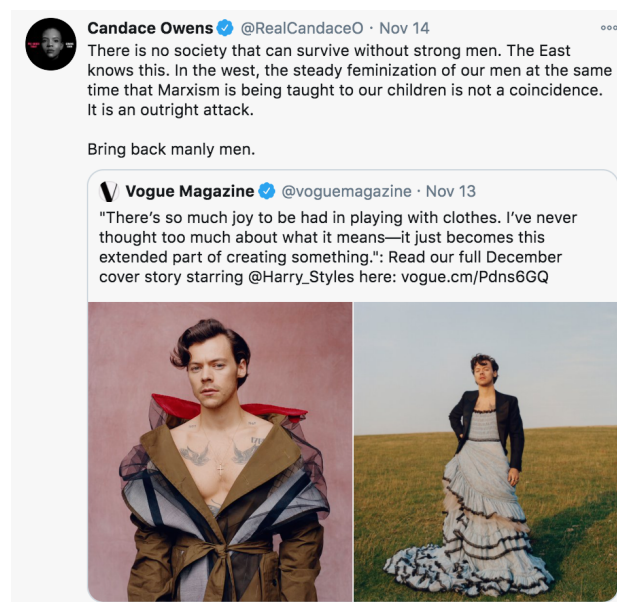 Candace Owens @RealCandaceO · Nov 14
There is no society that can survive without strong men. The East
knows this. In the west, the steady feminization of our men at the same
time that Marxism is being taught to our children is not a coincidence.
It is an outright attack.
Bring back manly men.
Vogue Magazine @voguemagazine · Nov 13
"There's so much joy to be had in playing with clothes. I've never
thought too much about what it means—it just becomes this
extended part of creating something.": Read our full December
cover story starring @Harry_Styles here: vogue.cm/Pdns6GQ